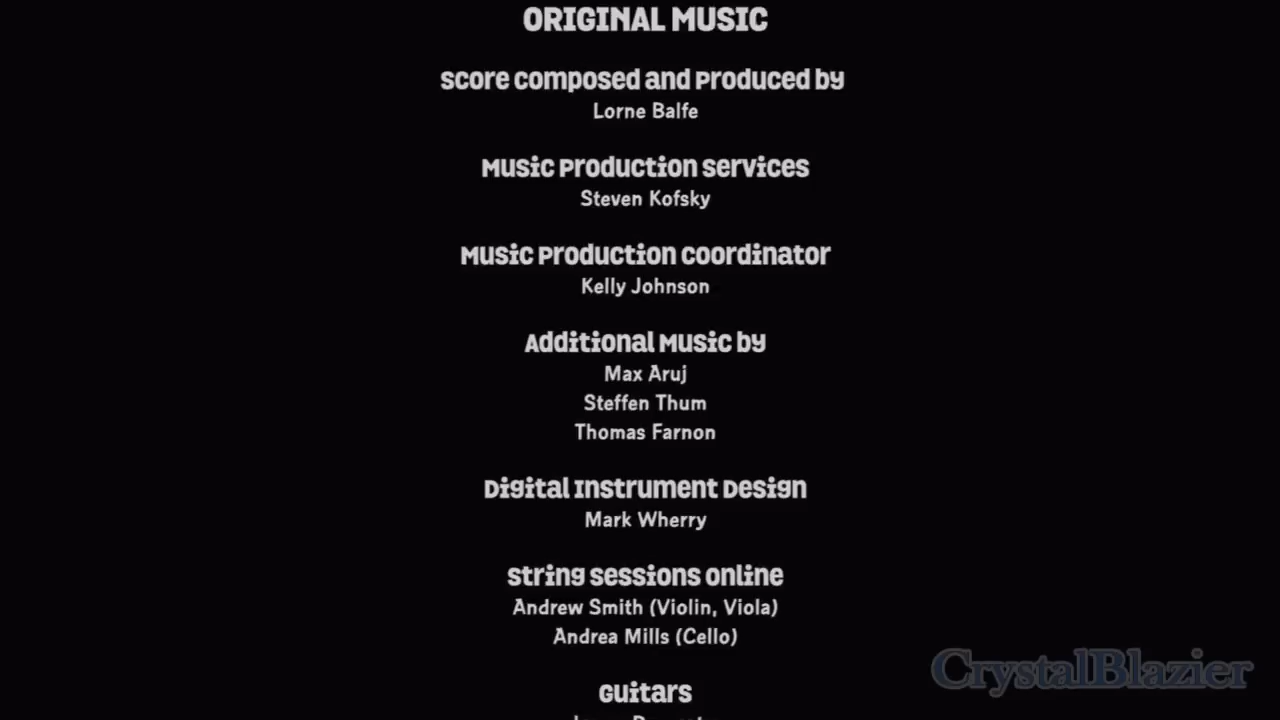 ORIGINAL MUSIC
Score Composed and Produced by
Lorne Balfe
Music Production Services
Steven Kofsky
Music Production Coordinator
Kelly Johnson
Additional Music by
Max Aruj
Steffen Thum
Thomas Farnon
Digital Instrument Design
Mark Wherry
String Sessions Online
Andrew Smith (Violin, Viola)
Andrea Mills (Cello)
CrystalBlazier
Guitars